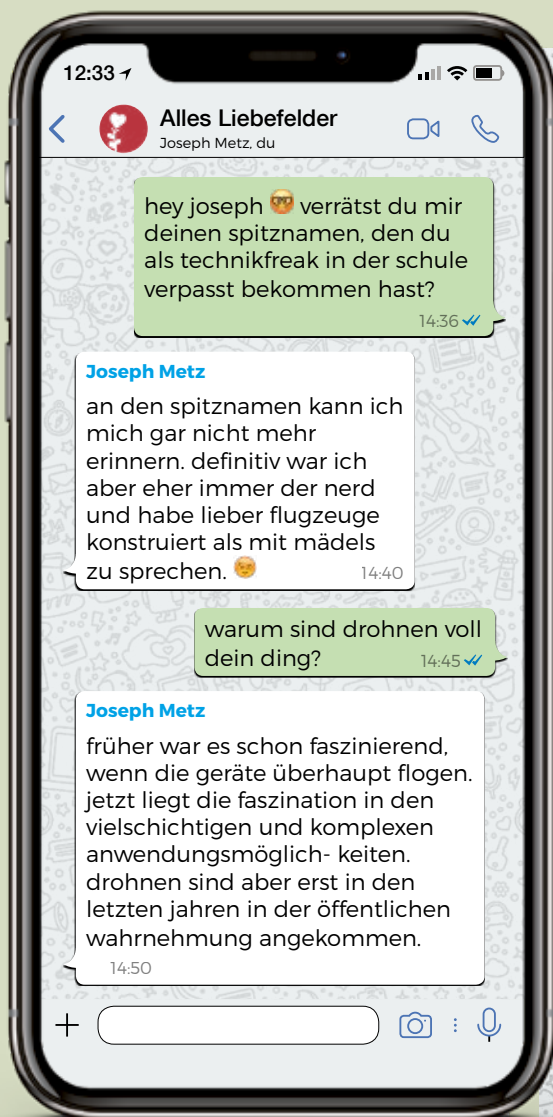 12:33
Alles Liebefelder
Joseph Metz, du
hey joseph 🤓 verrätst du mir
deinen spitznamen, den du
als technikfreak in der schule
verpasst bekommen hast?
14:36
Joseph Metz
an den spitznamen kann ich
mich gar nicht mehr
erinnern. definitiv war ich
aber eher immer der nerd
und habe lieber flugzeuge
konstruiert als mit mädels
zu sprechen.
14:40
warum sind drohnen voll
dein ding?
14:45
Joseph Metz
früher war es schon faszinierend,
wenn die geräte überhaupt flogen.
jetzt liegt die faszination in den
vielschichtigen und komplexen
anwendungsmöglich- keiten.
drohnen sind aber erst in den
letzten jahren in der öffentlichen
wahrnehmung angekommen.
14:50